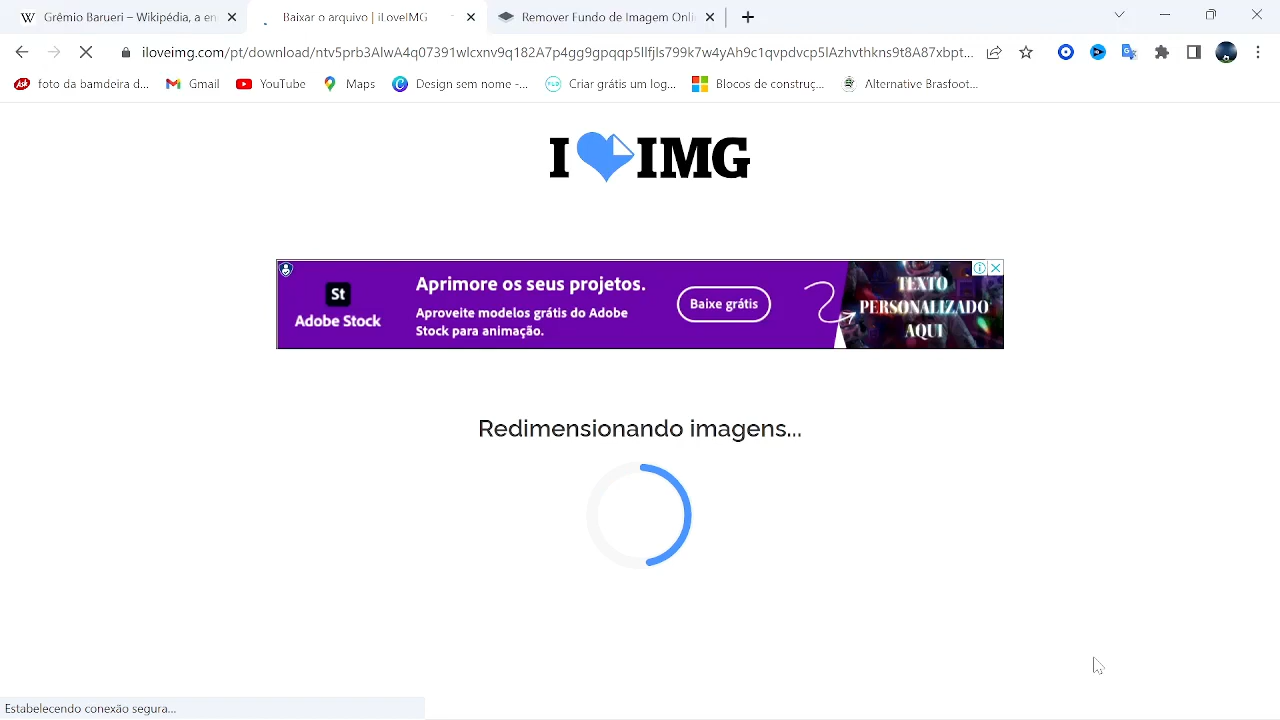 Grêmio Barueri – Wikipédia, a en
Baixar o arquivo | iLoveIMG
Remover Fundo de Imagem Onli
iloveimg.com/pt/download/ntv5prb3AlwA4q07391wlcxnv9q182A7p4gg9gpqqp5llfjls799k7w4yAh9c1qvpdvcp5lAzhvthkns9t8A87xbpt...
foto da bamdeira d...
Gmail
YouTube
Maps
Design sem nome -...
Criar grátis um log...
Blocos de construç...
Alternative Brasfoot...
I IMG
St
Adobe Stock
Aprimore os seus projetos.
Aproveite modelos grátis do Adobe
Stock para animação.
Baixe grátis
TEXTO
PERSONALIZADO
AQUI
Redimensionando imagens...
Estabelecendo conexão segura...